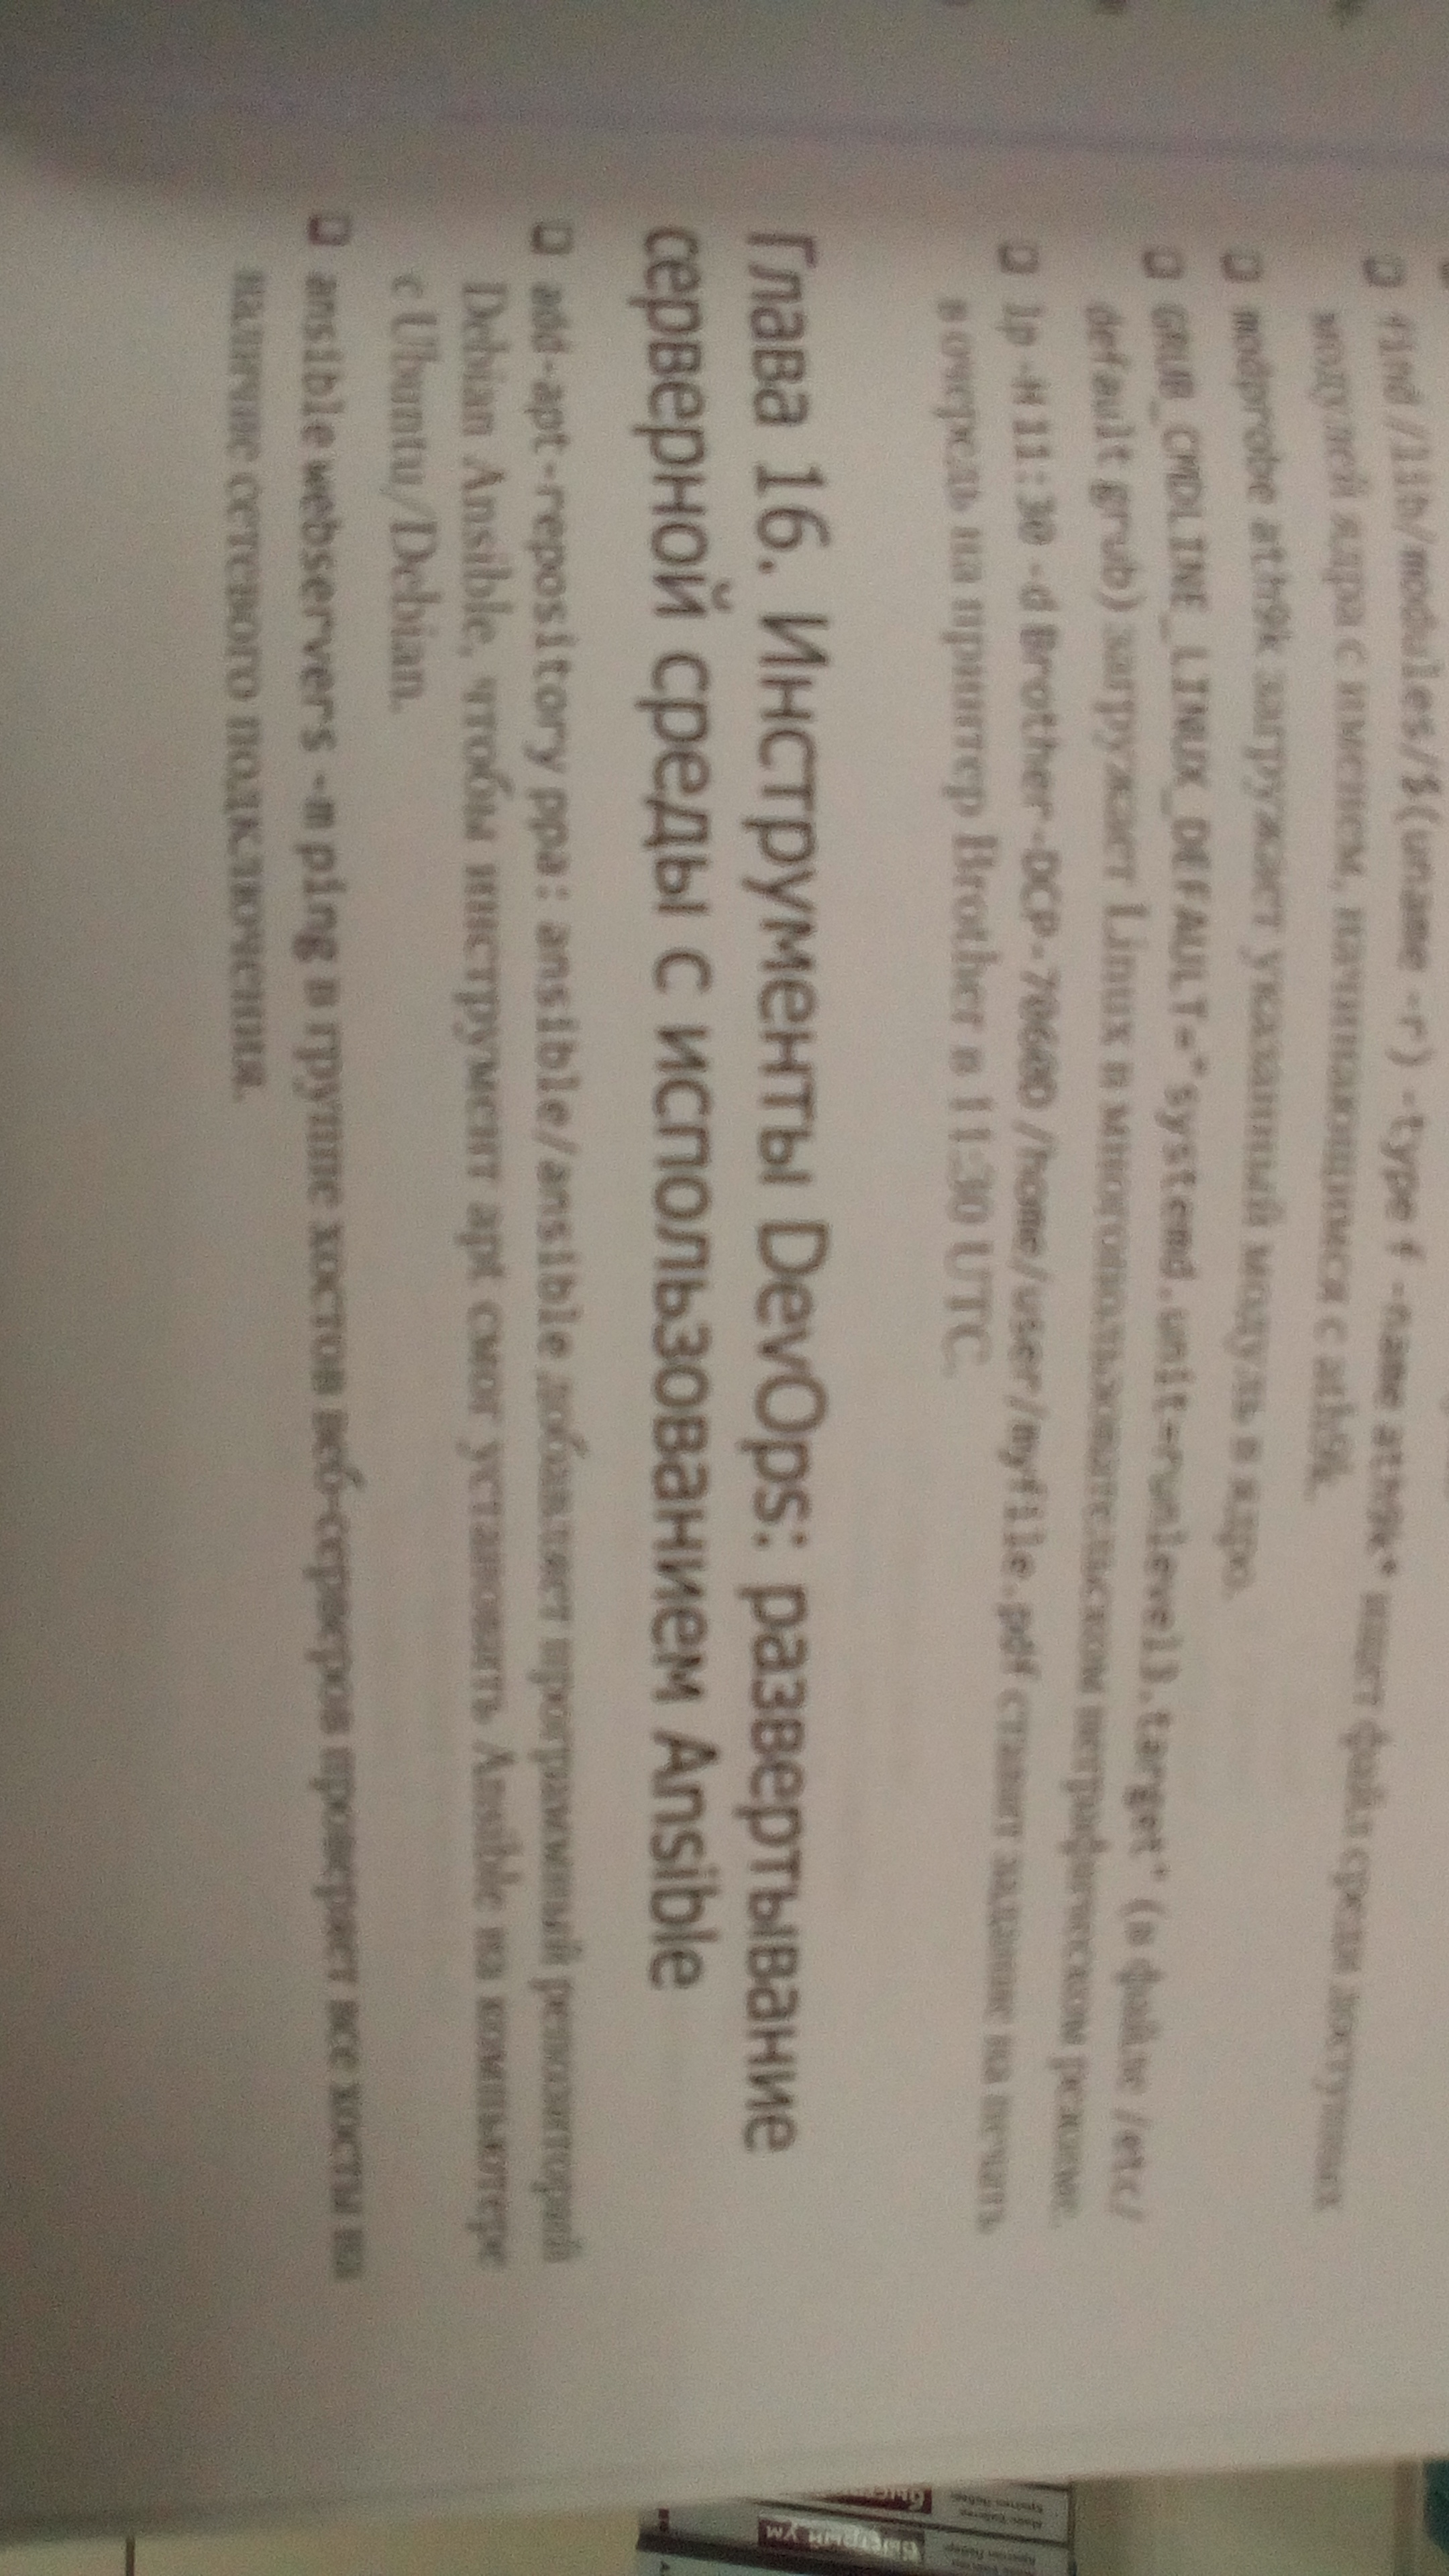 find /lib/modules/$(uname -r) -type f -name ath9k* ищет файл среди доступных
модулей ядра с именем, начинающимся с ath9k.
modprobe ath9k загружает указанный модуль в ядро.
GRUB_CMDLINE_LINUX_DEFAULT="systemd.unit=runlevel3.target" (в файле /etc/
default grub) загружает Linux в многопользовательском неграфическом режиме.
lp -H 11:30 -d Brother-DCP-7060D /home/user/myfile.pdf ставит задание на печать
в очередь на принтер Brother в 11:30 UTC.
Глава 16. Инструменты DevOps: развертывание
серверной среды с использованием Ansible
add-apt-repository ppa: ansible/ansible добавляет программный репозиторий
Debian Ansible, чтобы инструмент apt смог установить Ansible на компьютере
с Ubuntu/Debian.
ansible webservers -m ping в группе хостов веб-серверов проверяет все хосты на
наличие сетевого подключения.